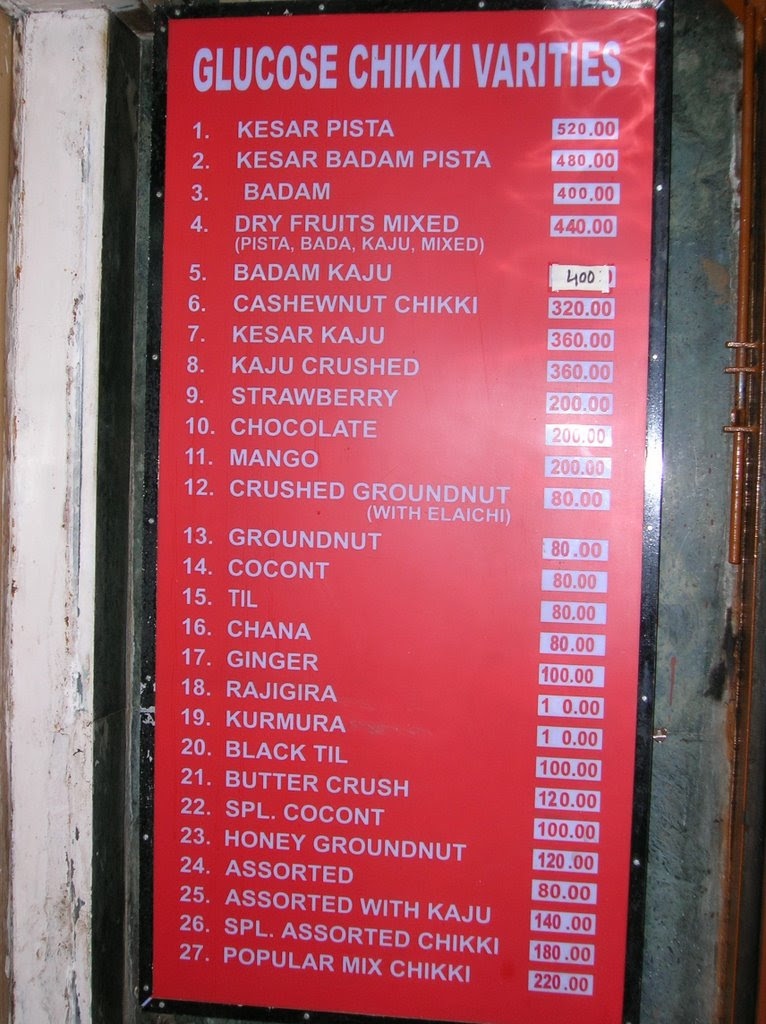 GLUCOSE CHIKKI VARITIES
1. KESAR PISTA 520.00
2. KESAR BADAM PISTA 480.00
3. BADAM 400.00
4. DRY FRUITS MIXED 440.00
(PISTA, BADA, KAJU, MIXED)
5. BADAM KAJU 400
6. CASHEWNUT CHIKKI 320.00
7. KESAR KAJU 360.00
8. KAJU CRUSHED 360.00
9. STRAWBERRY 200.00
10. CHOCOLATE 200.00
11. MANGO 200.00
12. CRUSHED GROUNDNUT 80.00
(WITH ELAICHI)
13. GROUNDNUT 80.00
14. COCONT 80.00
15. TIL 80.00
16. CHANA 80.00
17. GINGER 100.00
18. RAJIGIRA 1 0.00
19. KURMURA 1 0.00
20. BLACK TIL 100.00
21. BUTTER CRUSH 120.00
22. SPL. COCONT 100.00
23. HONEY GROUNDNUT 120.00
24. ASSORTED 80.00
25. ASSORTED WITH KAJU 140.00
26. SPL. ASSORTED CHIKKI 180.00
27. POPULAR MIX CHIKKI 220.00